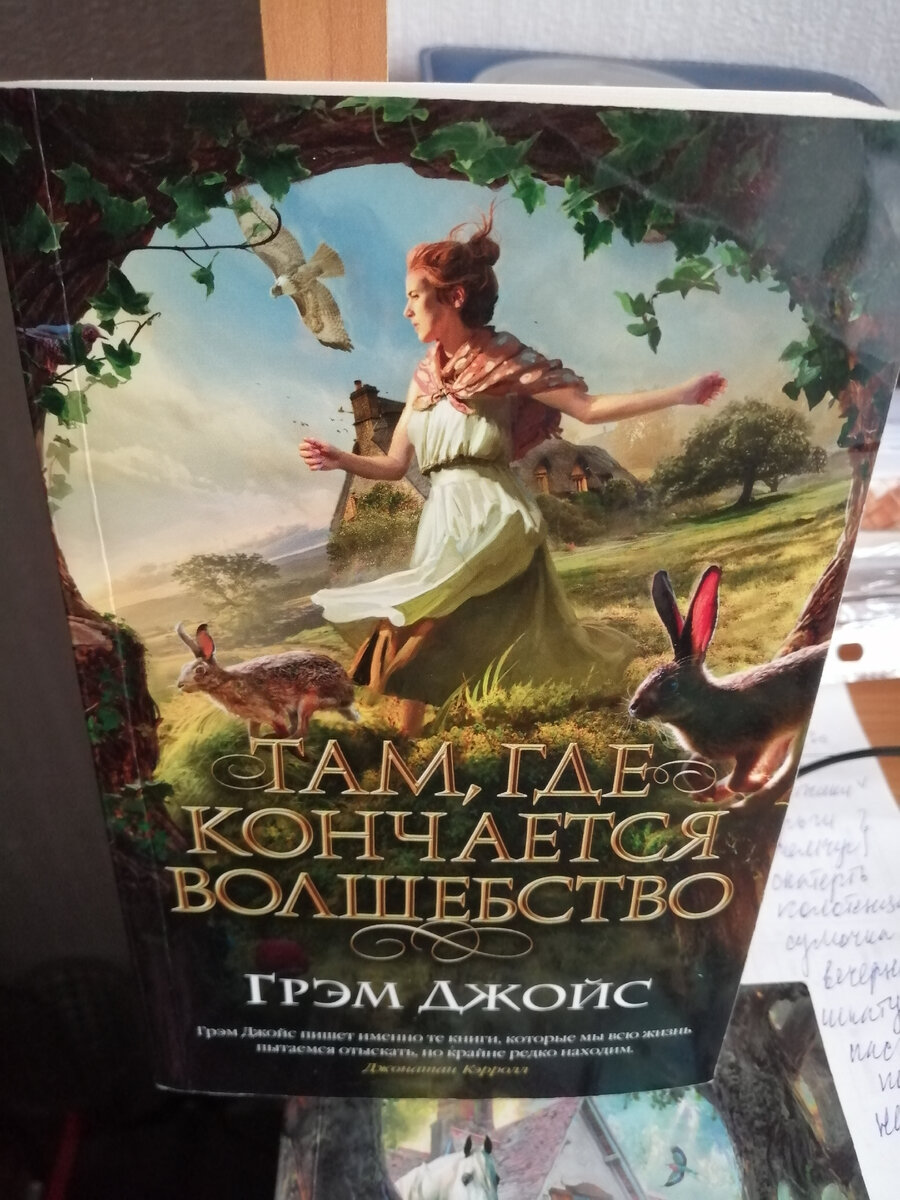 ТАМ, ГДЕ
КОНЧАЕТСЯ
ВОЛШЕБСТВО
ГРЭМ ДЖОЙС
Грэм Джойс пишет именно те книги, которые мы всю жизнь
пытаемся отыскать, но крайне редко находим.
Джонатан Кэрролл
скатерть
сумочка